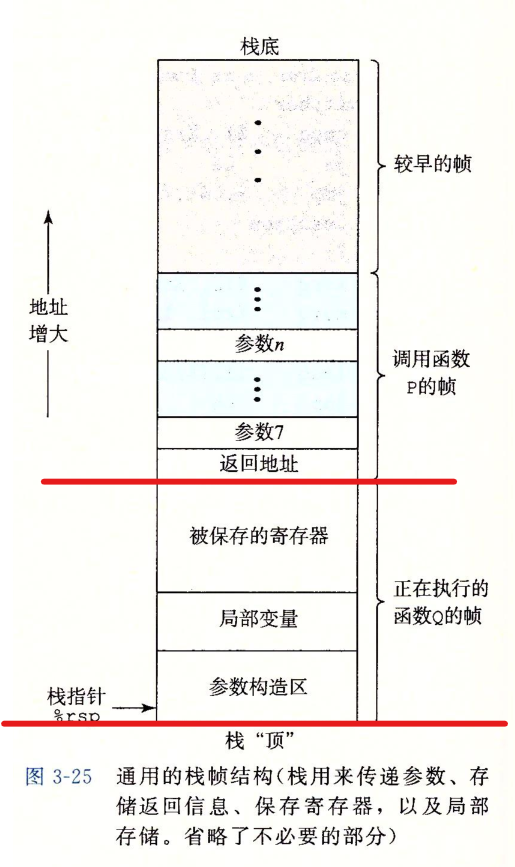 栈底
较早的帧
地址
增大
参数n
调用函数
P的帧
参数7
返回地址
被保存的寄存器
正在执行的
函数Q的帧
局部变量
参数构造区
栈指针
%rsp
栈“顶”
图 3-25 通用的栈帧结构(栈用来传递参数、存
储返回信息、保存寄存器，以及局部
存储。省略了不必要的部分)